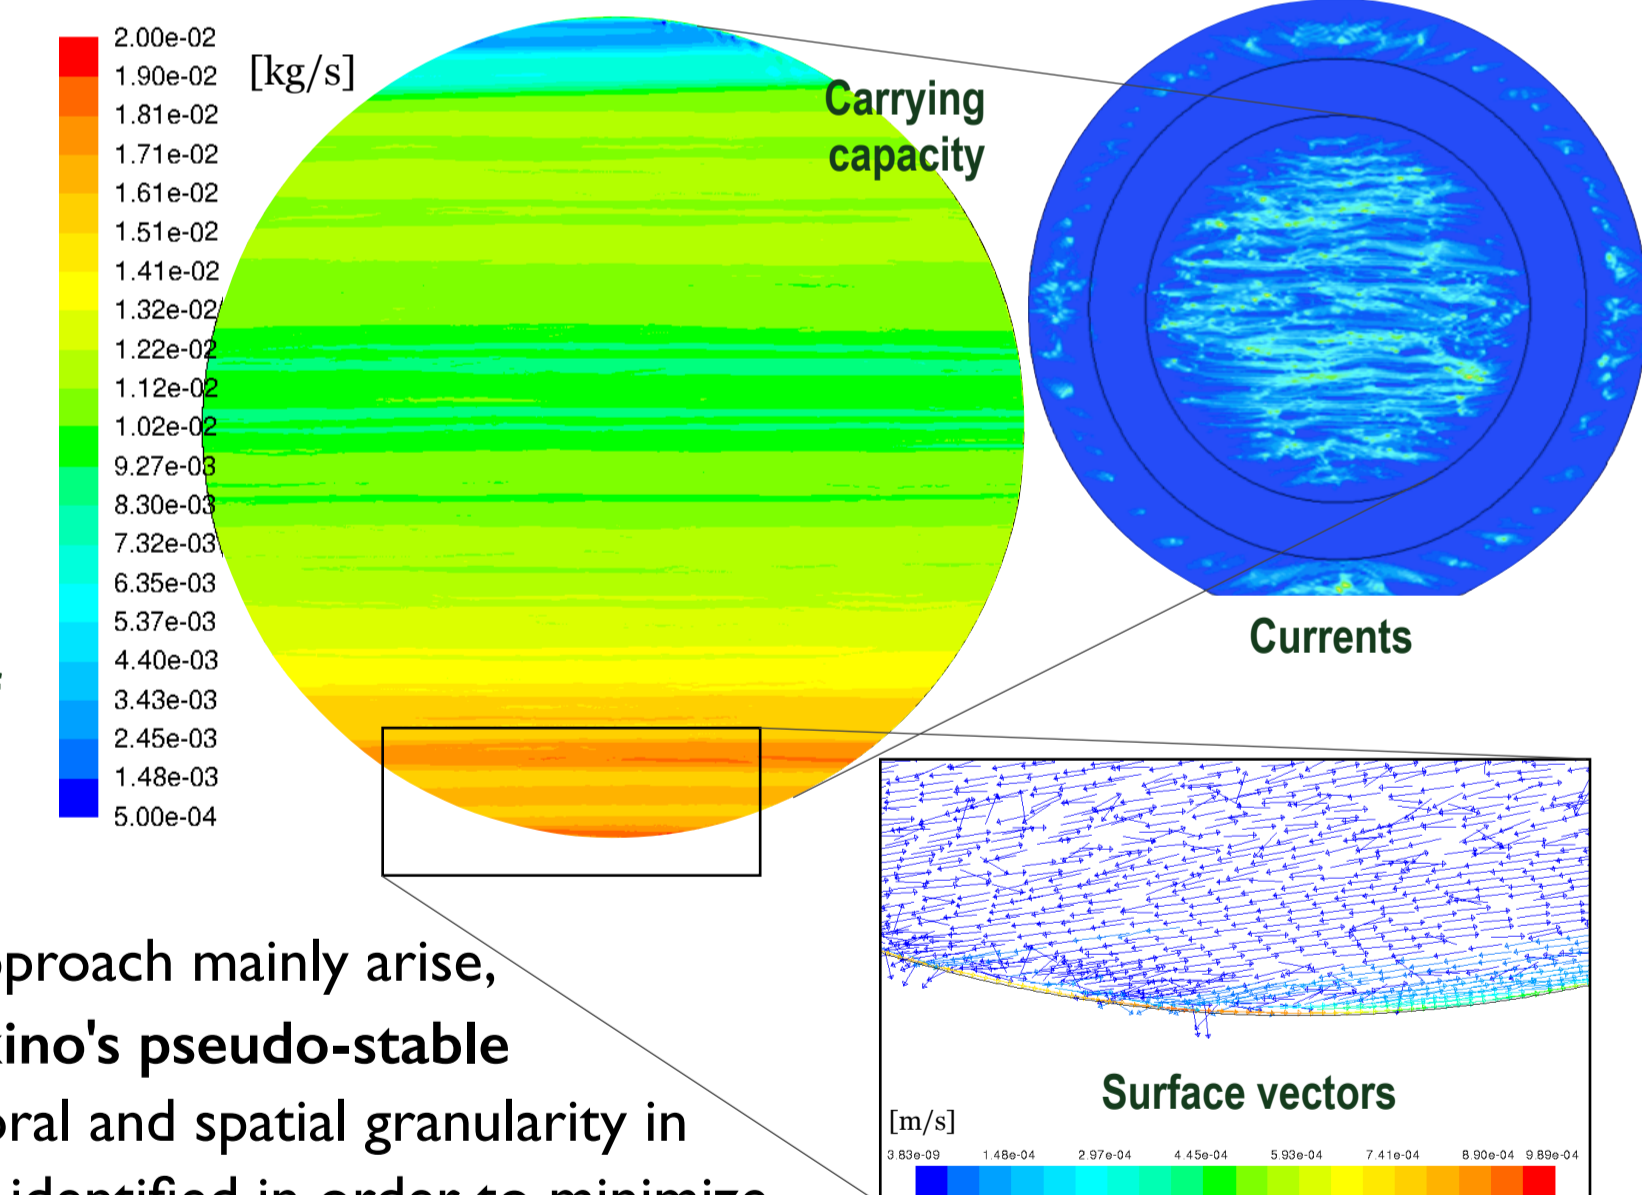 2.00e-02
1.90e-02
1.81e-02
1.71e-02
1.61e-02
1.51e-02
1.41e-02
1.32e-02
1.22e-02
1.12e-02
1.02e-02
9.27e-03
8.30e-03
7.32e-03
6.35e-03
5.37e-03
4.40e-03
3.43e-03
2.45e-03
1.48e-03
5.00e-04
[kg/s]
Carrying
capacity
Currents
Surface vectors
[m/s]
3.83e-09 1.48e-04 2.97e-04 4.45e-04 5.93e-04 7.41e-04 8.90e-04 9.89e-04
proach mainly arise,
ino's pseudo-stable
oral and spatial granularity in
identified in order to minimize